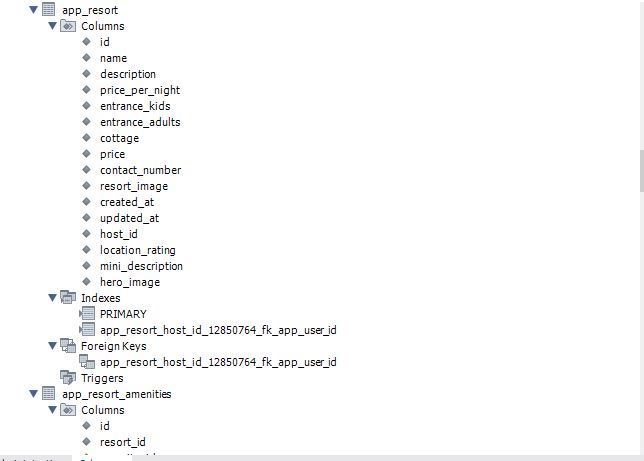 app_resort
Columns
id
name
description
price_per_night
entrance_kids
entrance_adults
cottage
price
contact_number
resort_image
created_at
updated_at
host_id
location_rating
mini_description
hero_image
Indexes
PRIMARY
app_resort_host_id_12850764_fk_app_user_id
Foreign Keys
app_resort_host_id_12850764_fk_app_user_id
Triggers
app_resort_amenities
Columns
id
resort_id